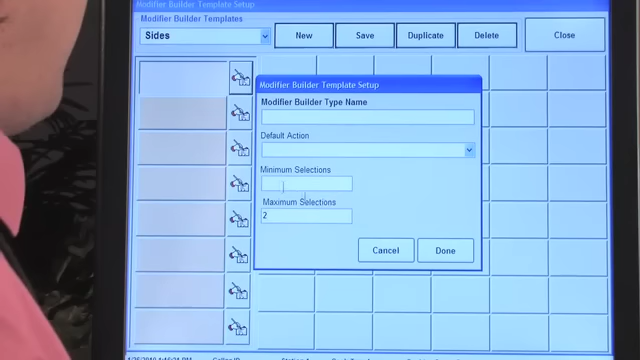 Modifier Builder Template Setup
Modifier Builder Templates
Sides
New
Save
Duplicate
Delete
Close
Modifier Builder Template Setup
Modifier Builder Type Name
Default Action
Minimum Selections
Maximum Selections
2
Cancel
Done